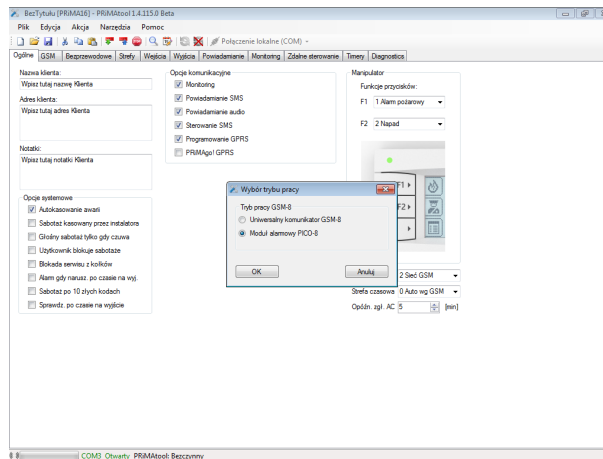 BezTytułu [PRiMA16] - PRiMAtool 1.4.115.0 Beta
Plik Edycja Akcja Narzędzia Pomoc
Połączenie lokalne (COM)
Ogólne GSM Bezprzewodowe Strefy Wejścia Wyjścia Powiadamianie Monitoring Zdalne sterowanie Timery Diagnostics
Nazwa klienta:
Wpisz tutaj nazwę Klienta
Adres klienta:
Wpisz tutaj adres Klienta
Notatki:
Wpisz tutaj notatki Klienta
Opcje systemowe
Autokasowanie awarii
Sabotaż kasowany przez instalatora
Głośny sabotaż tylko gdy czuwa
Użytkownik blokuje sabotaże
Blokada serwisu z kołków
Alarm gdy narusz. po czasie na wyj.
Sabotaż po 10 złych kodach
Sprawdz. po czasie na wyjście
Opcje komunikacyjne
Monitoring
Powiadamianie SMS
Powiadamianie audio
Sterowanie SMS
Programowanie GPRS
PRiMAgo! GPRS
Manipulator
Funkcje przycisków:
F1 1 Alarm pożarowy
F2 2 Napad
F1
F2
Wybór trybu pracy
Tryb pracy GSM-8
Uniwersalny komunikator GSM-8
Moduł alarmowy PICO-8
OK Anuluj
2 Sieć GSM
Strefa czasowa 0 Auto wg GSM
Opóźn. zgł. AC 5 [min]
COM3 Otwarty PRiMAtool: Bezczynny